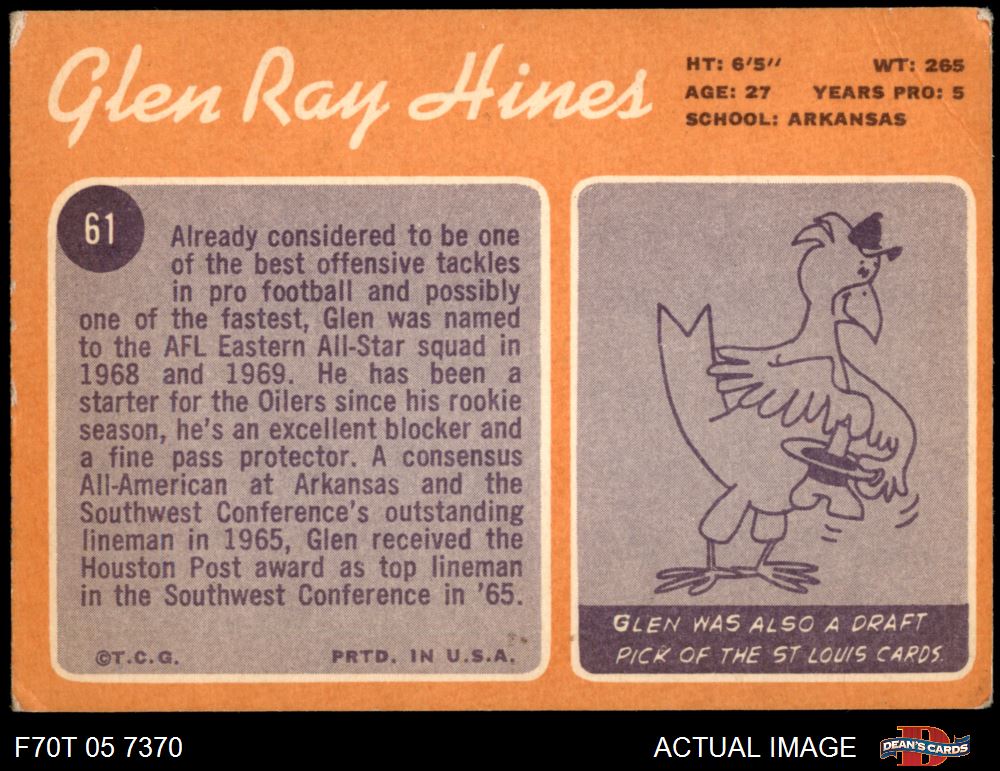 Glen Ray Hines
HT: 6'5''
WT: 265
AGE: 27
YEARS PRO: 5
SCHOOL: ARKANSAS
61
Already considered to be one
of the best offensive tackles
in pro football and possibly
one of the fastest, Glen was named
to the AFL Eastern All-Star squad in
1968 and 1969. He has been a
starter for the Oilers since his rookie
season, he's an excellent blocker and
a fine pass protector. A consensus
All-American at Arkansas and the
Southwest Conference's outstanding
lineman in 1965, Glen received the
Houston Post award as top lineman
in the Southwest Conference in '65.
©T.C.G.
PRTD. IN U.S.A.
GLEN WAS ALSO A DRAFT
PICK OF THE ST LOUIS CARDS.
F70T 05 7370
ACTUAL IMAGE
D
DEAN'S CARDS